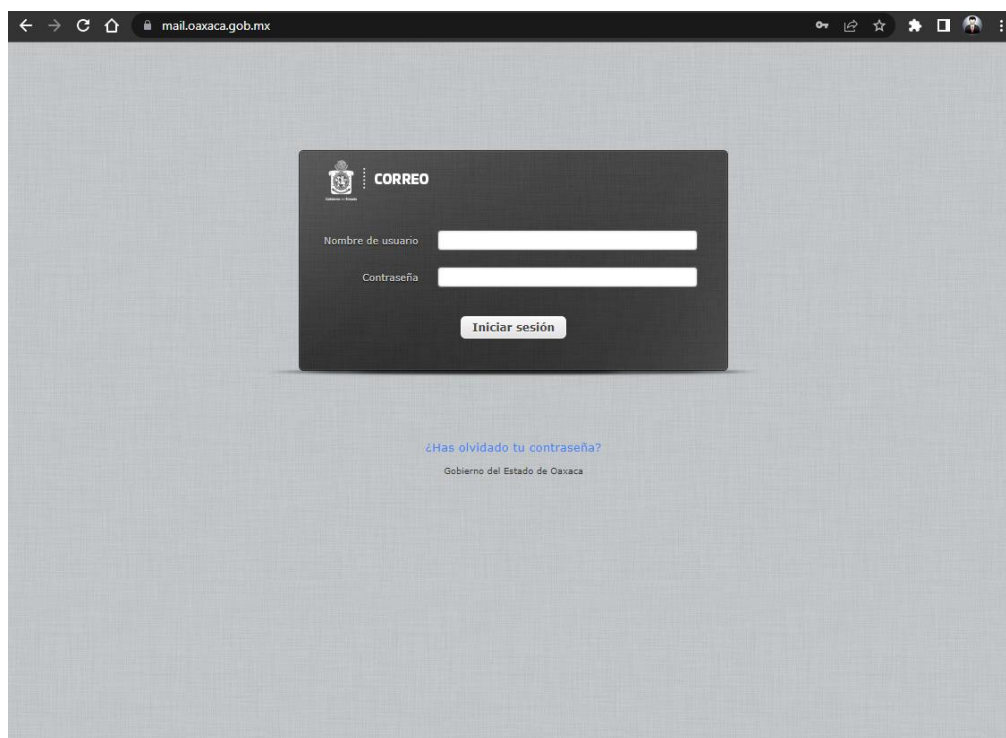 mail.oaxaca.gob.mx
CORREO
Nombre de usuario
Contraseña
Iniciar sesión
¿Has olvidado tu contraseña?
Gobierno del Estado de Oaxaca